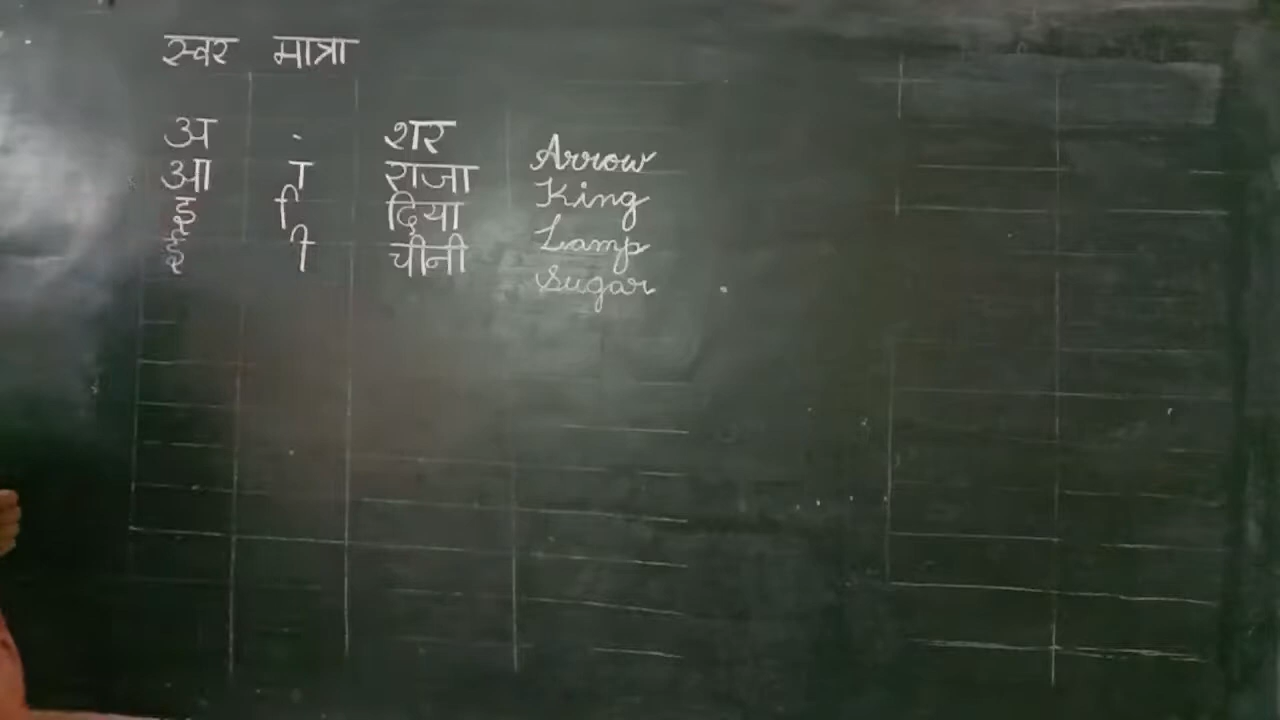 स्वर मात्रा
अ - शर Arrow
आ ा राजा King
इ ि दिया Lamp
ई ी चीनी Sugar